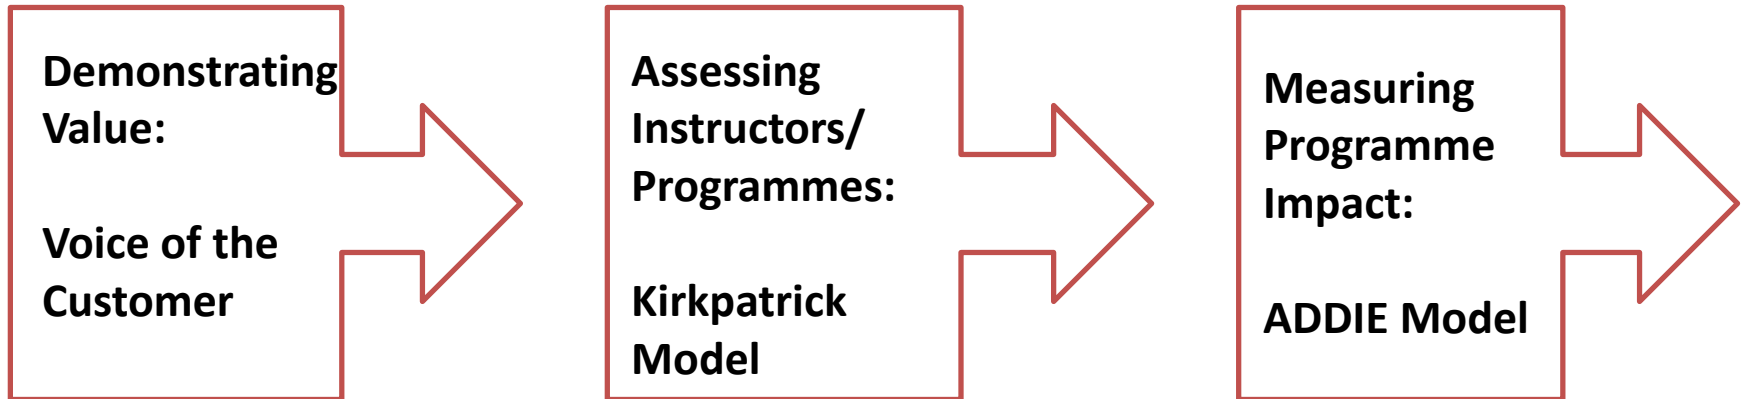 Demonstrating
Value:
Voice of the
Customer
Assessing
Instructors/
Programmes:
Kirkpatrick
Model
Measuring
Programme
Impact:
ADDIE Model